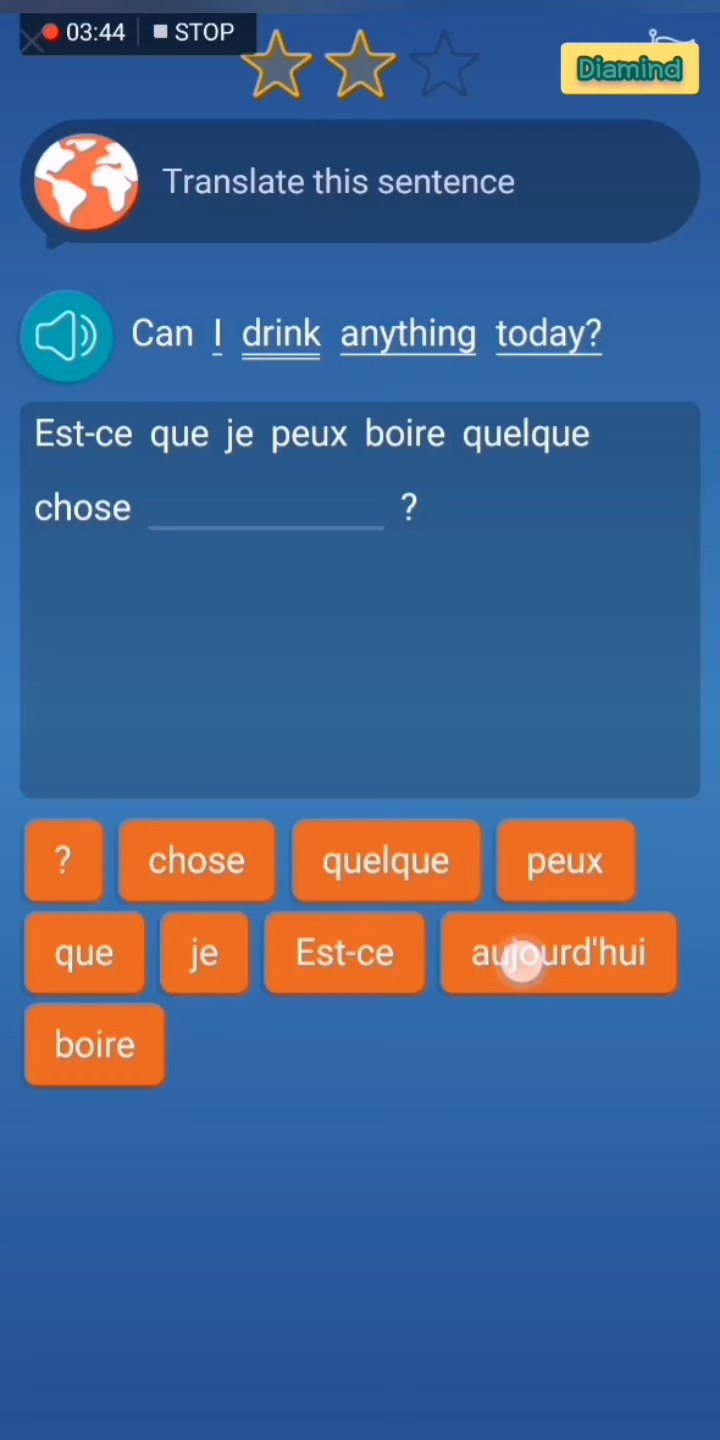 03:44 STOP
Diamind
Translate this sentence
Can I drink anything today?
Est-ce que je peux boire quelque
chose ?
? chose quelque peux
que je Est-ce aujourd'hui
boire